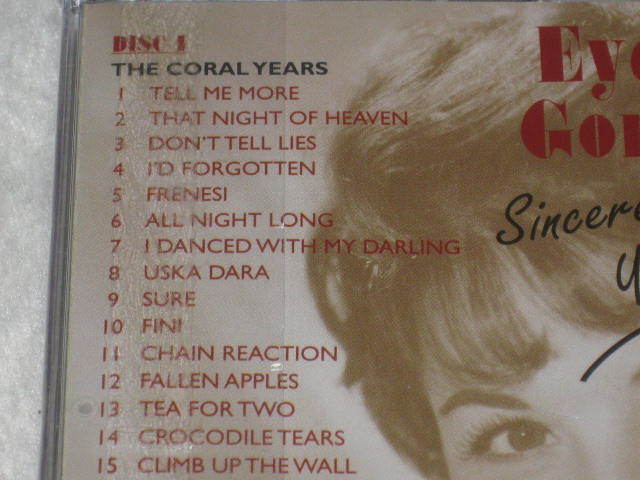 DISC 1
THE CORAL YEARS
1 TELL ME MORE
2 THAT NIGHT OF HEAVEN
3 DON'T TELL LIES
4 I'D FORGOTTEN
5 FRENESI
6 ALL NIGHT LONG
7 I DANCED WITH MY DARLING
8 USKA DARA
9 SURE
10 FINI
11 CHAIN REACTION
12 FALLEN APPLES
13 TEA FOR TWO
14 CROCODILE TEARS
15 CLIMB UP THE WALL